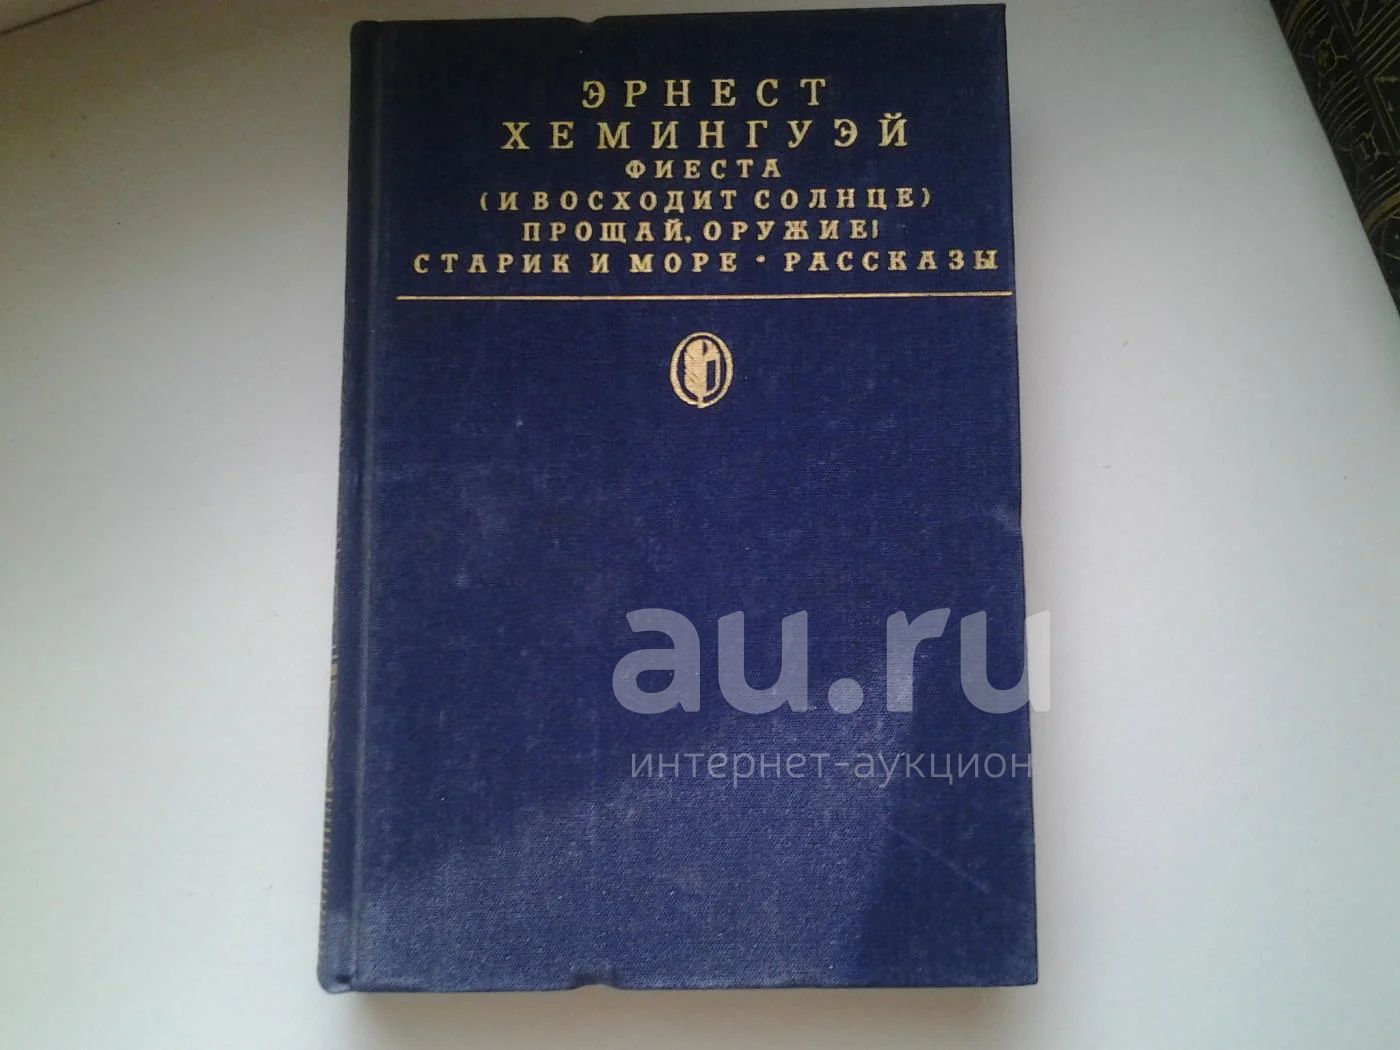 ЭРНЕСТ
ХЕМИНГУЭЙ
ФИЕСТА
(И ВОСХОДИТ СОЛНЦЕ)
ПРОЩАЙ, ОРУЖИЕ!
СТАРИК И МОРЕ • РАССКАЗЫ
au.ru
интернет-аукцион